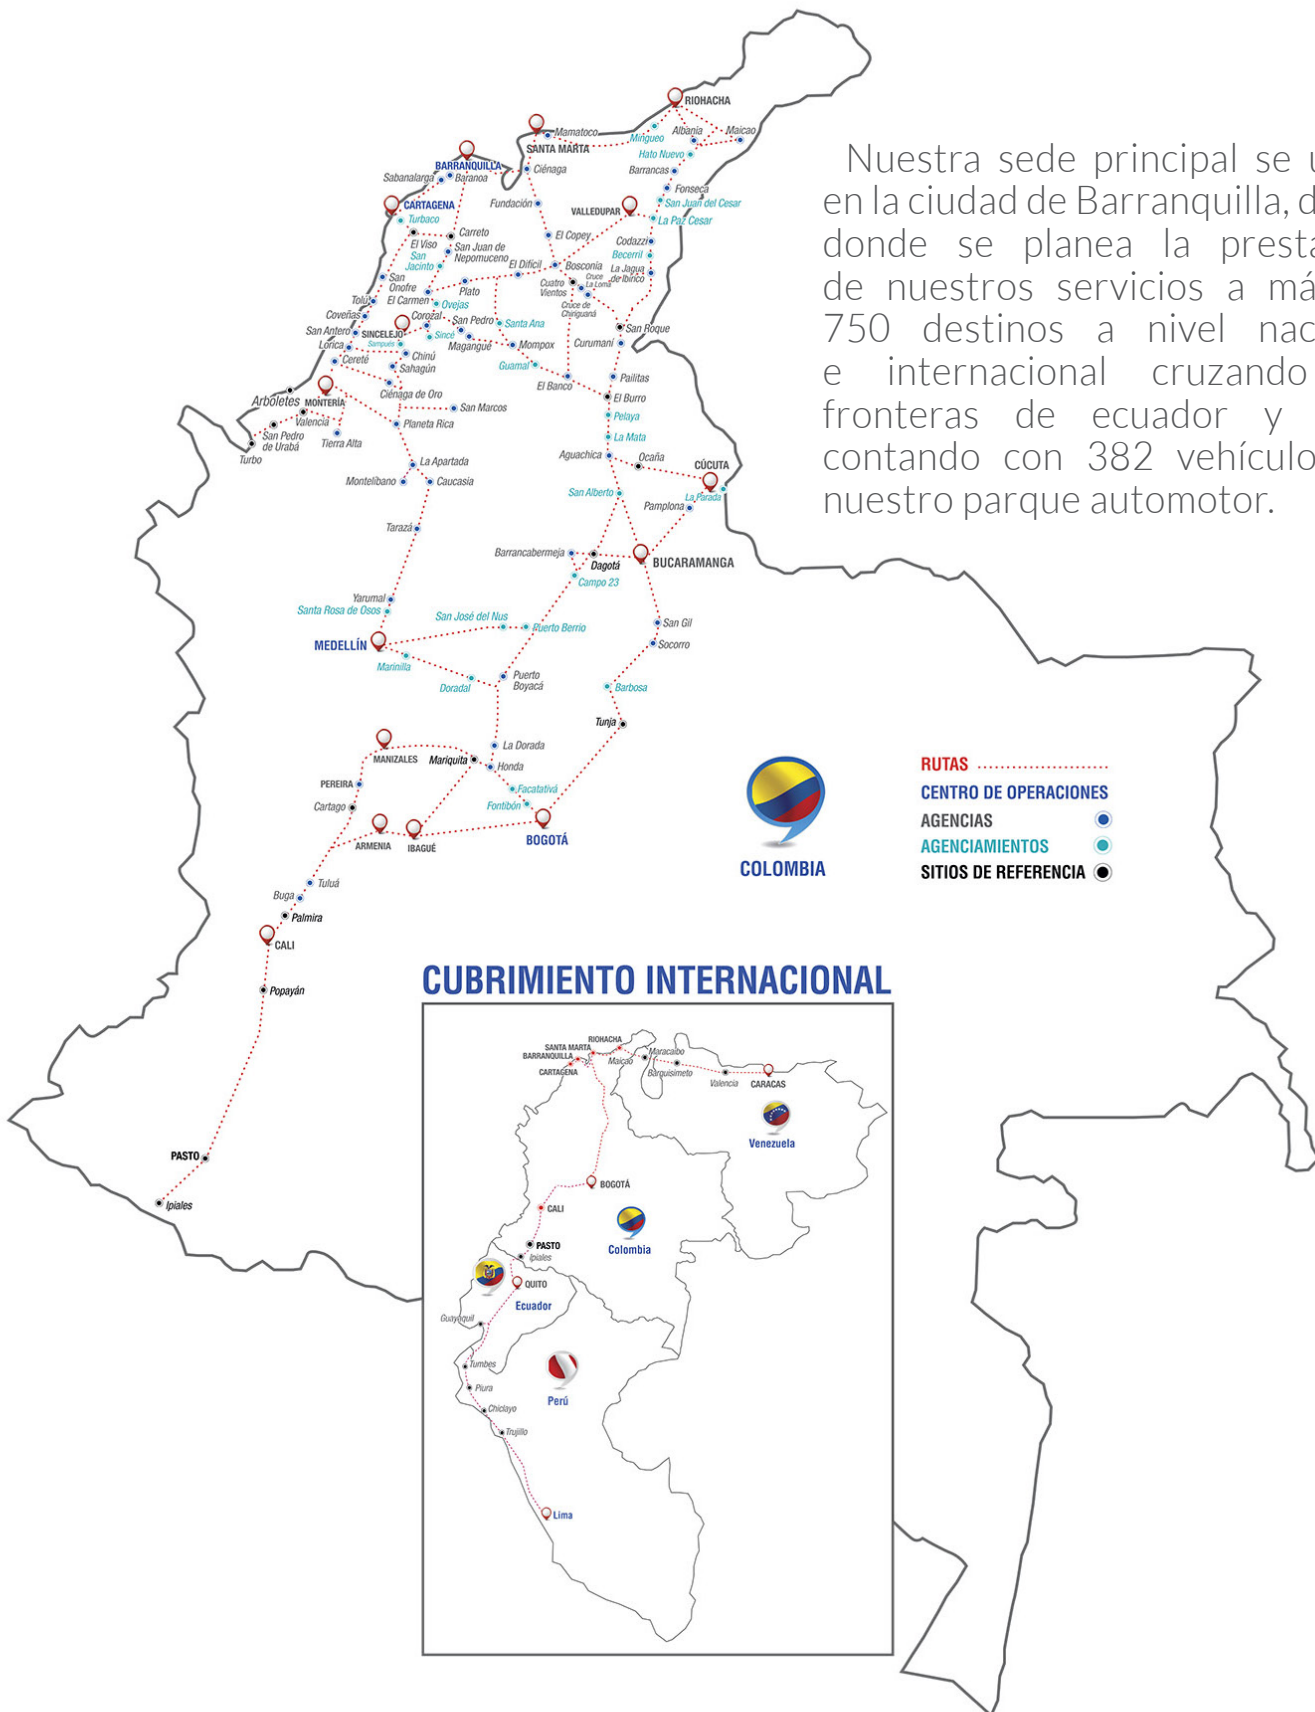 RIOHACHA
Mamatoco
SANTA MARTA
Mingueo
Albania
Maicao
Hato Nuevo
BARRANQUILLA
Ciénaga
Barrancas
Sabanalarga
Baranoa
Fonseca
CARTAGENA
Fundación
VALLEDUPAR
San Juan del Cesar
Turbaco
La Paz Cesar
Carreto
El Viso
El Copey
Codazzi
San Juan de
Nepomuceno
San
Jacinto
Becerril
El Difícil
Bosconia
La Jagua
de Ibirico
San
Onofre
Plato
Cuatro
Vientos
Cruce
La Loma
El Carmen
Tolú
Ovejas
Cruce de
Chiriguaná
Coveñas
Corozal
San Pedro
Santa Ana
San Roque
San Antero
SINCELEJO
Sincé
Magangué
Mompox
Curumaní
Lorica
Sampués
Chinú
Cereté
Sahagún
Guamal
El Banco
Pailitas
Ciénaga de Oro
Arboletes
MONTERÍA
El Burro
San Marcos
Valencia
Planeta Rica
Pelaya
San Pedro
de Urabá
Tierra Alta
La Mata
Turbo
La Apartada
Aguachica
Ocaña
CÚCUTA
Montelíbano
Caucasia
San Alberto
La Parada
Pamplona
Tarazá
Barrancabermeja
Dagotá
BUCARAMANGA
Campo 23
Yarumal
Santa Rosa de Osos
San José del Nus
Puerto Berrio
San Gil
MEDELLÍN
Socorro
Marinilla
Doradal
Puerto
Boyacá
Barbosa
Tunja
La Dorada
MANIZALES
Mariquita
Honda
PEREIRA
Facatativá
Cartago
Fontibón
ARMENIA
IBAGUÉ
BOGOTÁ
Tuluá
Buga
Palmira
CALI
Popayán
PASTO
Ipiales
Nuestra sede principal se u
en la ciudad de Barranquilla, d
donde se planea la presta
de nuestros servicios a má
750 destinos a nivel nac
e internacional cruzando
fronteras de ecuador y
contando con 382 vehículo
nuestro parque automotor.
COLOMBIA
RUTAS
CENTRO DE OPERACIONES
AGENCIAS
AGENCIAMIENTOS
SITIOS DE REFERENCIA
CUBRIMIENTO INTERNACIONAL
RIOHACHA
SANTA MARTA
BARRANQUILLA
CARTAGENA
Maicao
Maracaibo
Barquisimeto
Valencia
CARACAS
Venezuela
BOGOTÁ
CALI
Colombia
PASTO
Ipiales
QUITO
Ecuador
Guayaquil
Tumbes
Piura
Perú
Chiclayo
Trujillo
Lima